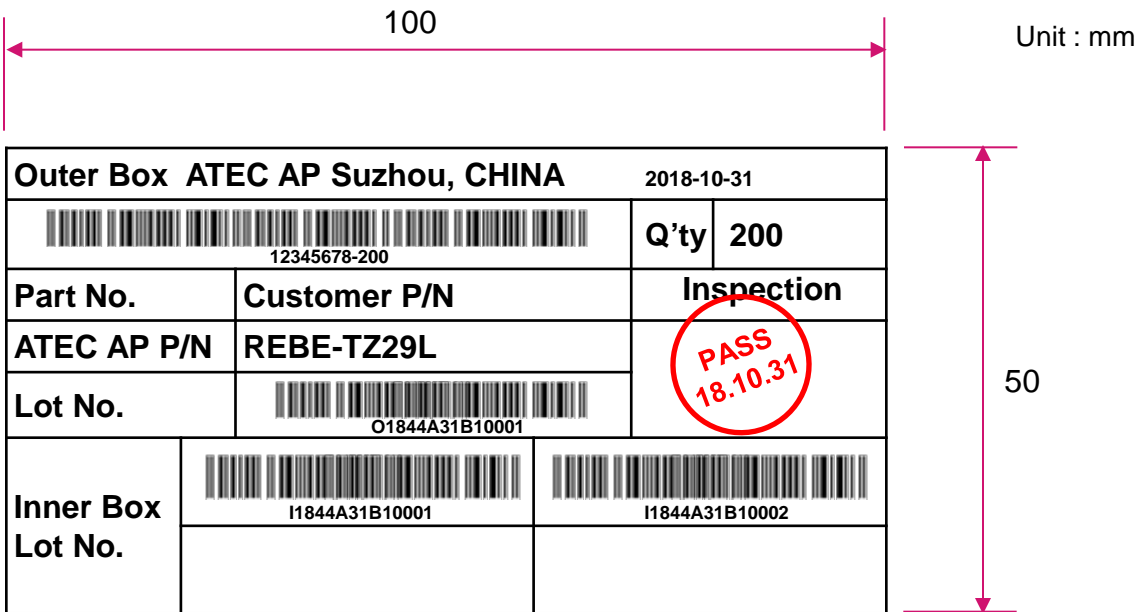 100
Unit : mm
Outer Box ATEC AP Suzhou, CHINA 2018-10-31
12345678-200
Q'ty 200
Part No. Customer P/N Inspection
ATEC AP P/N REBE-TZ29L
PASS
18.10.31
Lot No.
O1844A31B10001
50
Inner Box
Lot No.
I1844A31B10001 I1844A31B10002